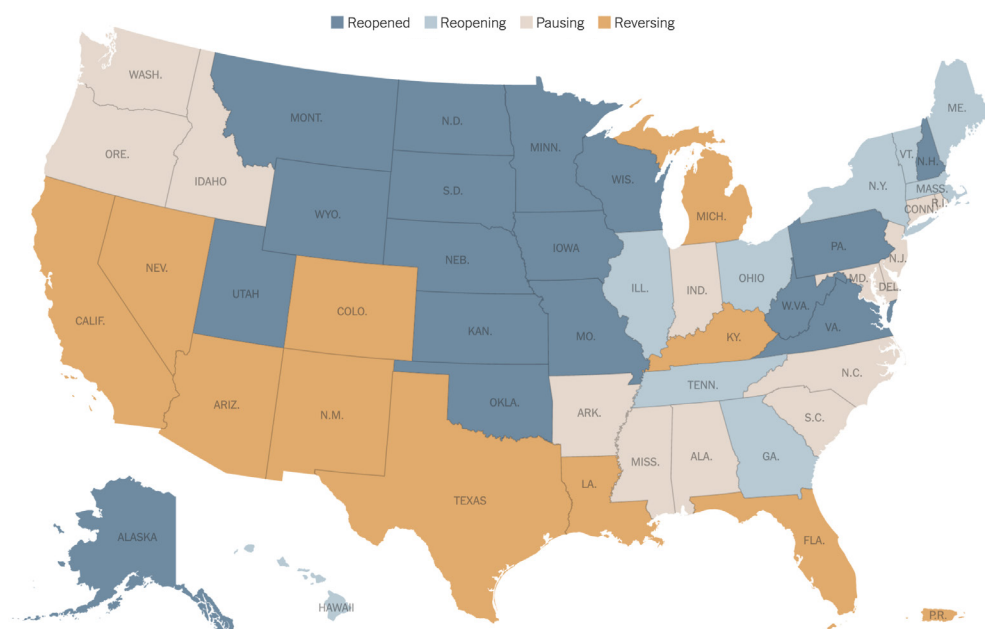 Reopened Reopening Pausing Reversing
WASH.
ME.
MONT.
N.D.
MINN.
VT.
N.H.
ORE.
WIS.
N.Y.
MASS.
IDAHO
S.D.
R.I.
CONN.
WYO.
MICH.
IOWA
PA.
N.J.
NEV.
NEB.
OHIO
MD.
UTAH
ILL.
IND.
DEL.
CALIF.
COLO.
W.VA.
KAN.
MO.
VA.
KY.
N.C.
TENN.
ARIZ.
N.M.
OKLA.
ARK.
S.C.
MISS.
ALA.
GA.
LA.
TEXAS
ALASKA
FLA.
HAWAII
P.R.